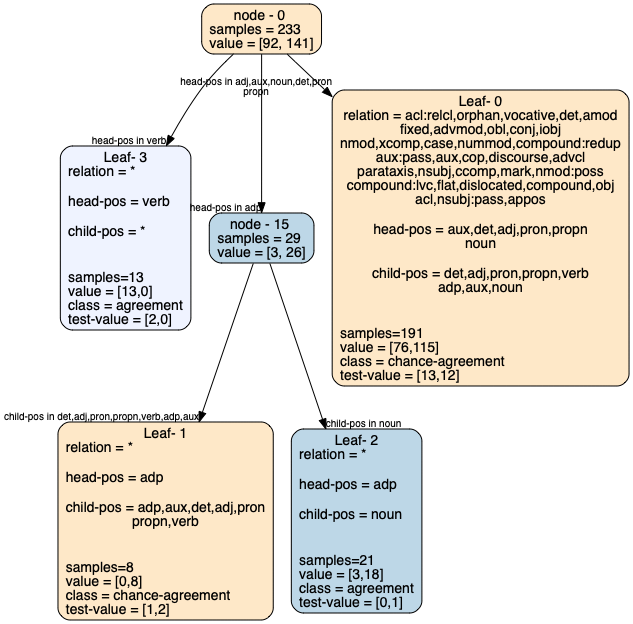 node - 0
samples = 233
value = [92, 141]
head-pos in adj,aux,noun,det,pron
propn
head-pos in verb
Leaf- 3
relation = *
head-pos = verb
child-pos = *
samples=13
value = [13,0]
class = agreement
test-value = [2,0]
head-pos in adp
node - 15
samples = 29
value = [3, 26]
Leaf- 0
relation = acl:relcl,orphan,vocative,det,amod
fixed,advmod,obl,conj,iobj
nmod,xcomp,case,nummod,compound:redup
aux:pass,aux,cop,discourse,advcl
parataxis,nsubj,ccomp,mark,nmod:poss
compound:lvc,flat,dislocated,compound,obj
acl,nsubj:pass,appos
head-pos = aux,det,adj,pron,propn
noun
child-pos = det,adj,pron,propn,verb
adp,aux,noun
samples=191
value = [76,115]
class = chance-agreement
test-value = [13,12]
child-pos in det,adj,pron,propn,verb,adp,aux
Leaf- 1
relation = *
head-pos = adp
child-pos = adp,aux,det,adj,pron
propn,verb
samples=8
value = [0,8]
class = chance-agreement
test-value = [1,2]
child-pos in noun
Leaf- 2
relation = *
head-pos = adp
child-pos = noun
samples=21
value = [3,18]
class = agreement
test-value = [0,1]